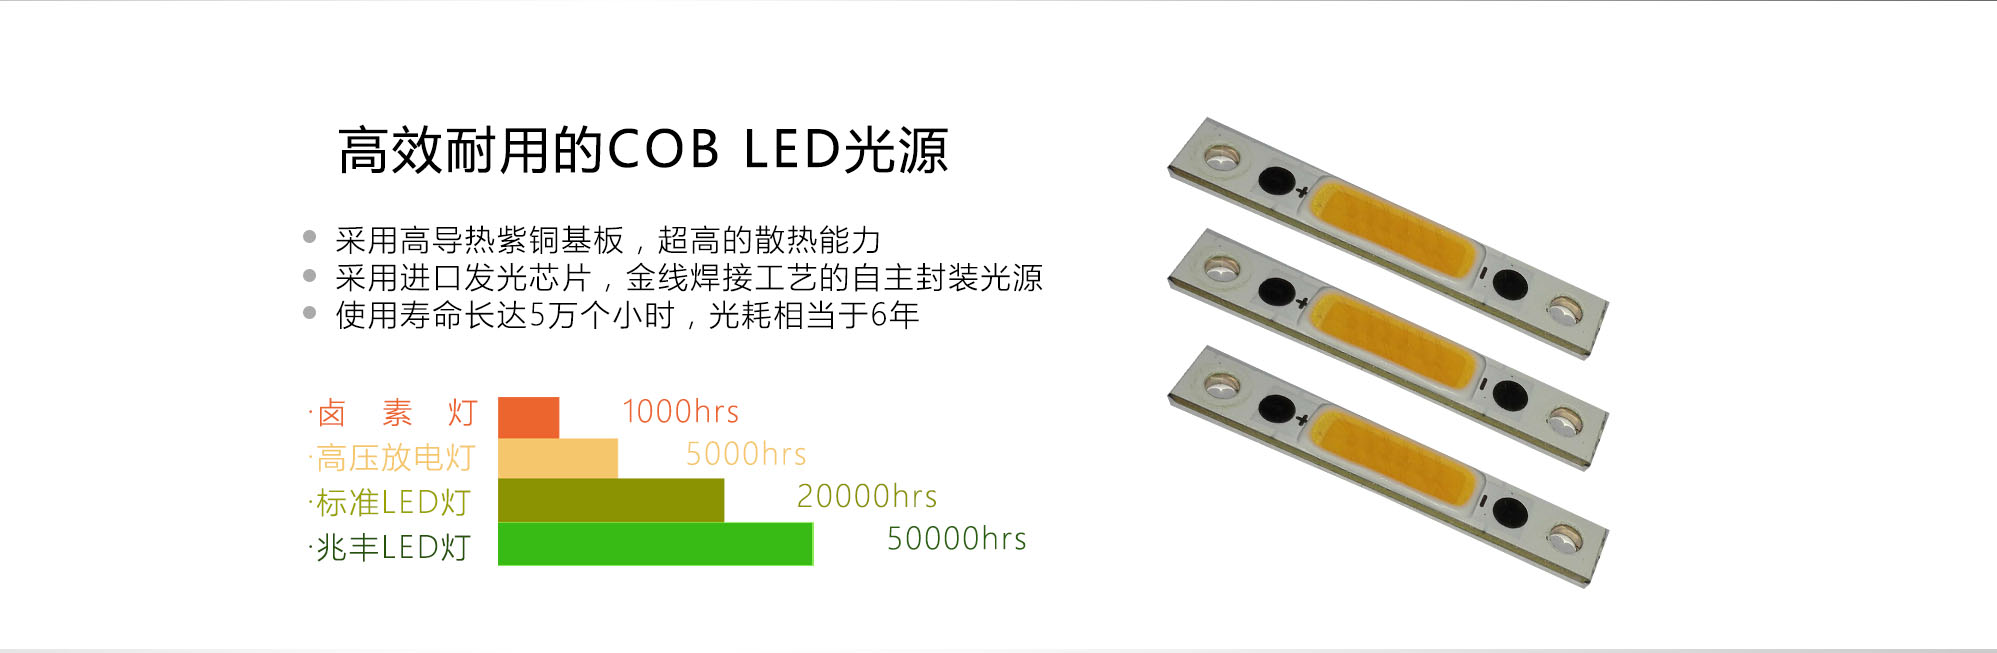 高效耐用的COB LED光源
采用高导热紫铜基板，超高的散热能力
采用进口发光芯片，金线焊接工艺的自主封装光源
使用寿命长达5万个小时，光耗相当于6年
·卤 素 灯 1000hrs
·高压放电灯 5000hrs
·标准LED灯 20000hrs
·兆丰LED灯 50000hrs